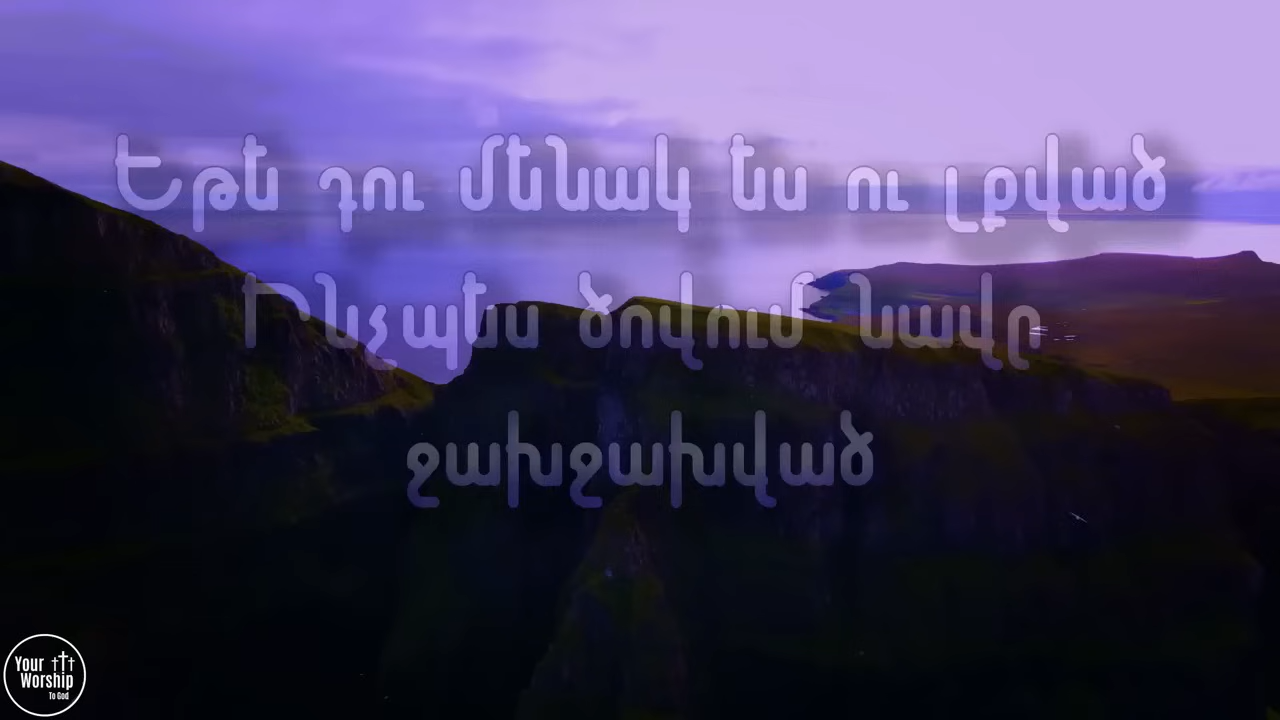 Եթե դու մենակ ես ու լքված
Ինչպես ծովում նավը
ջախջախված
Your
Worship
To God